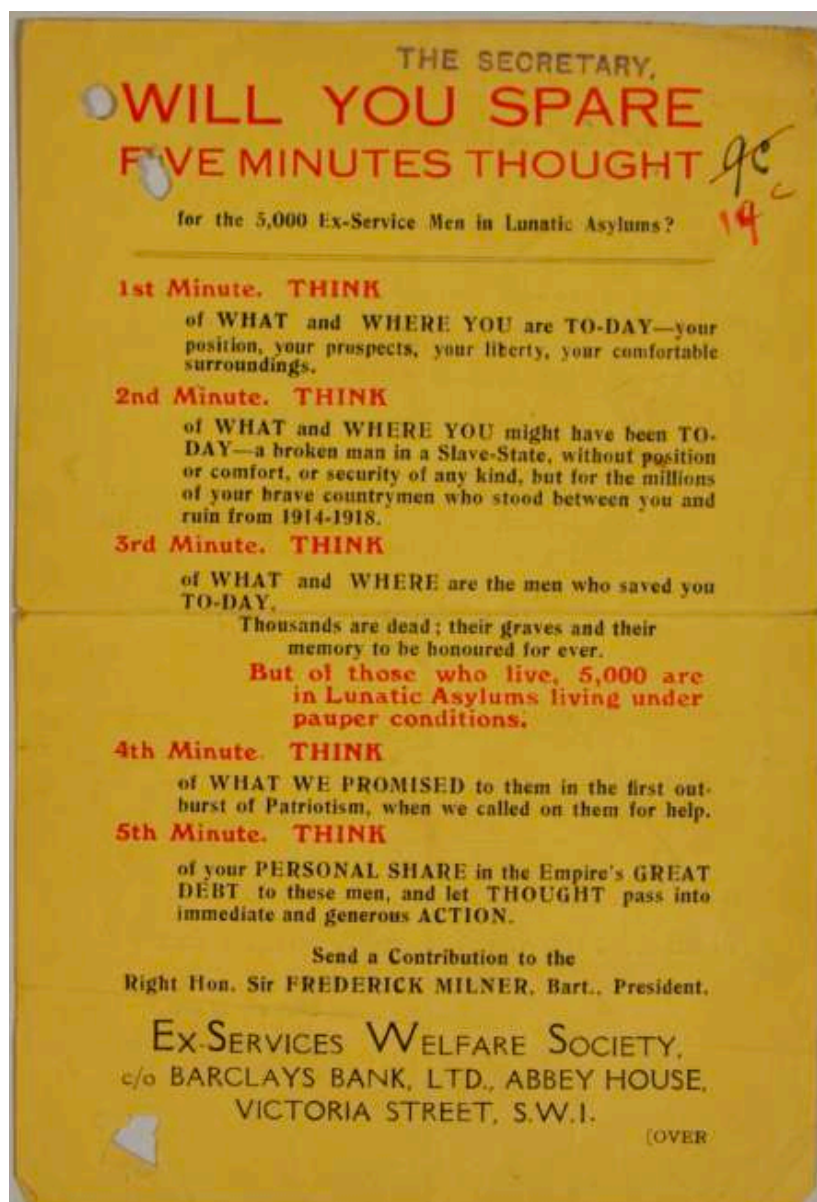 THE SECRETARY,
WILL YOU SPARE
FIVE MINUTES THOUGHT
9c
19 c
for the 5,000 Ex-Service Men in Lunatic Asylums?
1st Minute. THINK
of WHAT and WHERE YOU are TO-DAY—your
position, your prospects, your liberty, your comfortable
surroundings.
2nd Minute. THINK
of WHAT and WHERE YOU might have been TO-
DAY—a broken man in a Slave-State, without position
or comfort, or security of any kind, but for the millions
of your brave countrymen who stood between you and
ruin from 1914-1918.
3rd Minute. THINK
of WHAT and WHERE are the men who saved you
TO-DAY.
Thousands are dead; their graves and their
memory to be honoured for ever.
But of those who live, 5,000 are
in Lunatic Asylums living under
pauper conditions.
4th Minute. THINK
of WHAT WE PROMISED to them in the first out-
burst of Patriotism, when we called on them for help.
5th Minute. THINK
of your PERSONAL SHARE in the Empire's GREAT
DEBT to these men, and let THOUGHT pass into
immediate and generous ACTION.
Send a Contribution to the
Right Hon. Sir FREDERICK MILNER, Bart., President,
EX-SERVICES WELFARE SOCIETY,
c/o BARCLAYS BANK, LTD., ABBEY HOUSE,
VICTORIA STREET, S.W.1.
[OVER